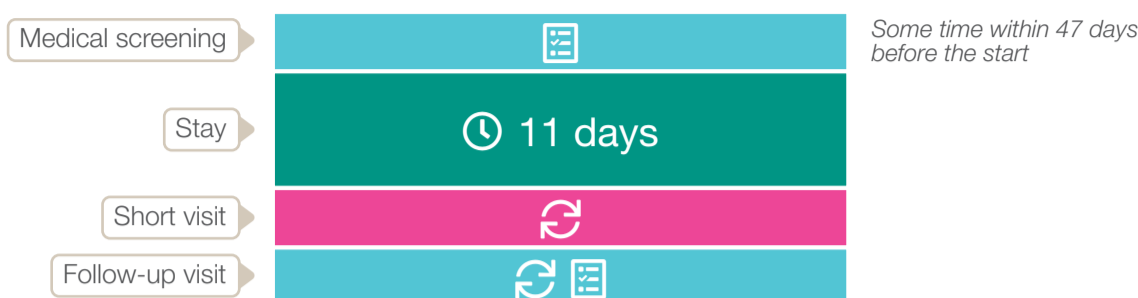 Medical screening
Some time within 47 days
before the start
Stay
11 days
Short visit
Follow-up visit